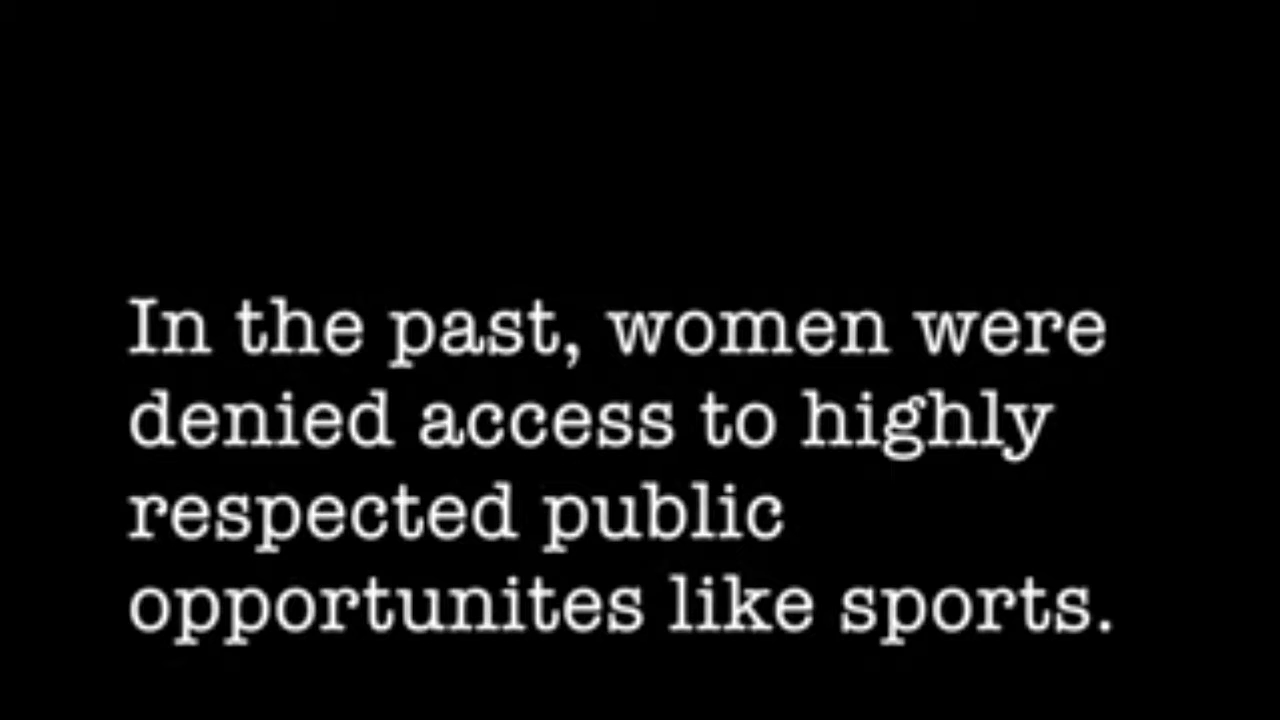 In the past, women were
denied access to highly
respected public
opportunites like sports.